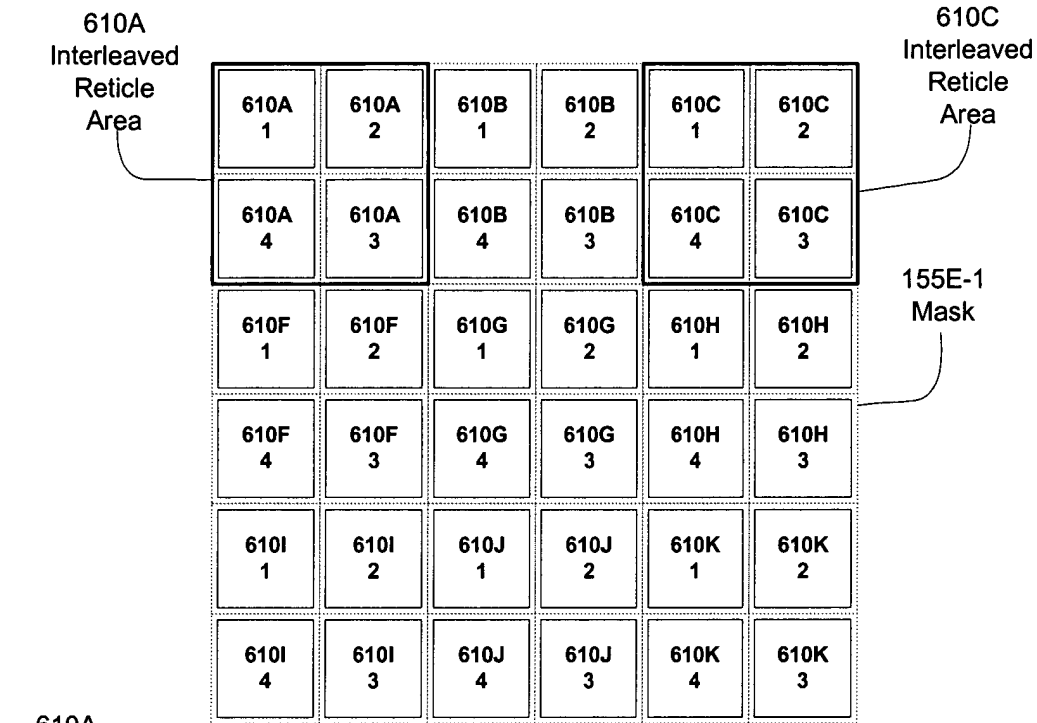 610A
Interleaved
Reticle
Area
610C
Interleaved
Reticle
Area
610A 610A 610B 610B 610C 610C
1 2 1 2 1 2
610A 610A 610B 610B 610C 610C
4 3 4 3 4 3
155E-1
Mask
610F 610F 610G 610G 610H 610H
1 2 1 2 1 2
610F 610F 610G 610G 610H 610H
4 3 4 3 4 3
610I 610I 610J 610J 610K 610K
1 2 1 2 1 2
610I 610I 610J 610J 610K 610K
4 3 4 3 4 3
610A